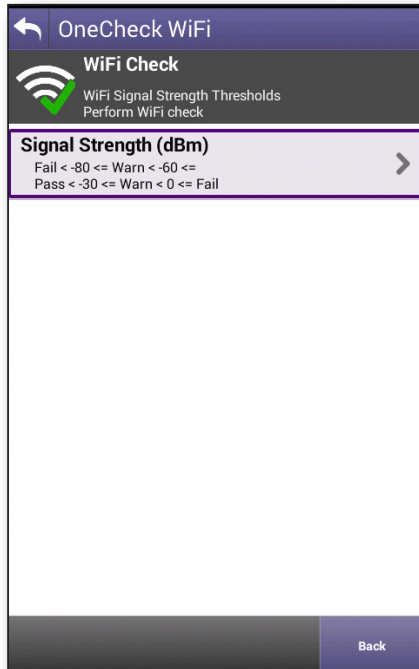 OneCheck WiFi
WiFi Check
WiFi Signal Strength Thresholds
Perform WiFi check
Signal Strength (dBm)
Fail < -80 <= Warn < -60 <=
Pass < -30 <= Warn < 0 <= Fail
Back